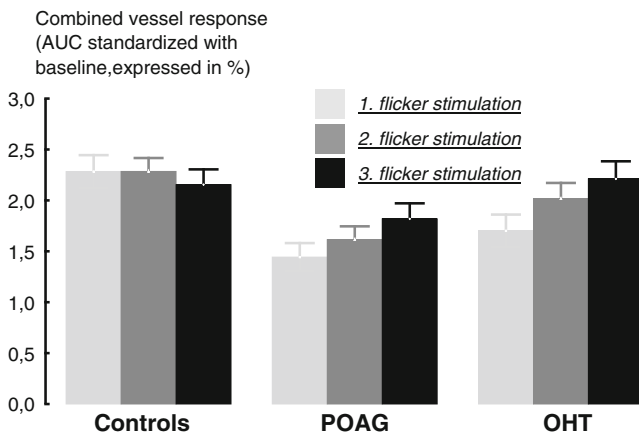 Combined vessel response
(AUC standardized with
baseline,expressed in %)
3,0
2,5
2,0
1,5
1,0
0,5
0,0
1. flicker stimulation
2. flicker stimulation
3. flicker stimulation
Controls POAG OHT